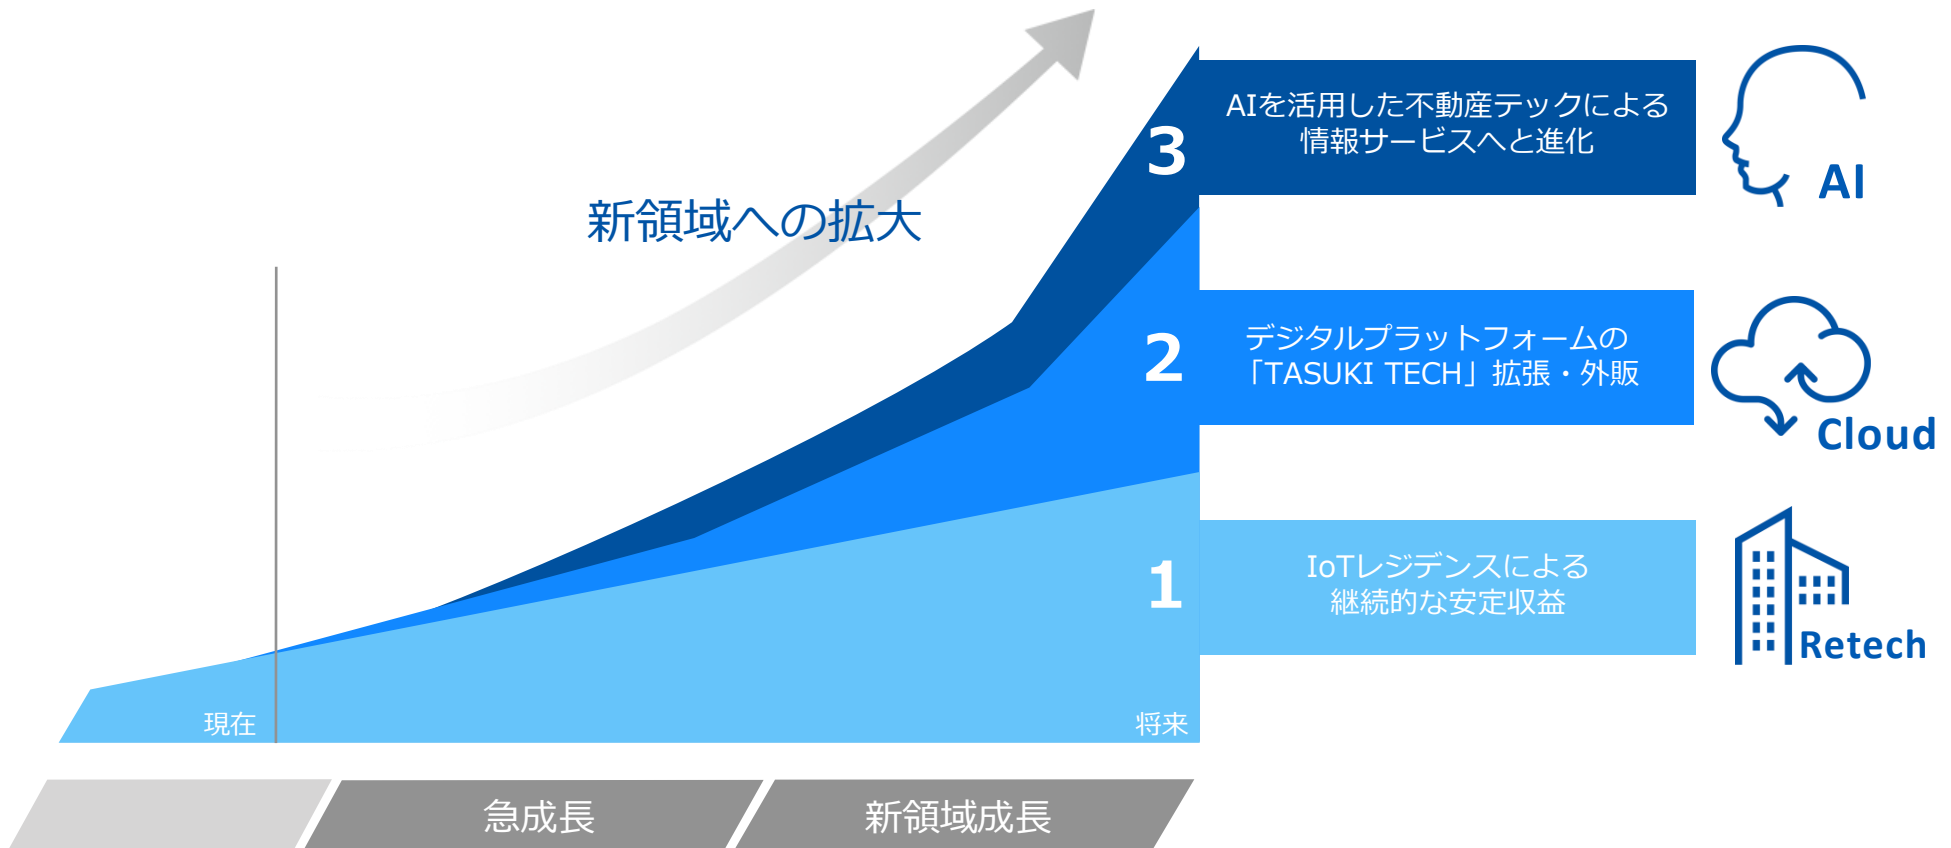 新領域への拡大
3
AIを活用した不動産テックによる
情報サービスへと進化
AI
2
デジタルプラットフォームの
「TASUKI TECH」拡張・外販
Cloud
1
IoTレジデンスによる
継続的な安定収益
Retech
現在
将来
急成長
新領域成長